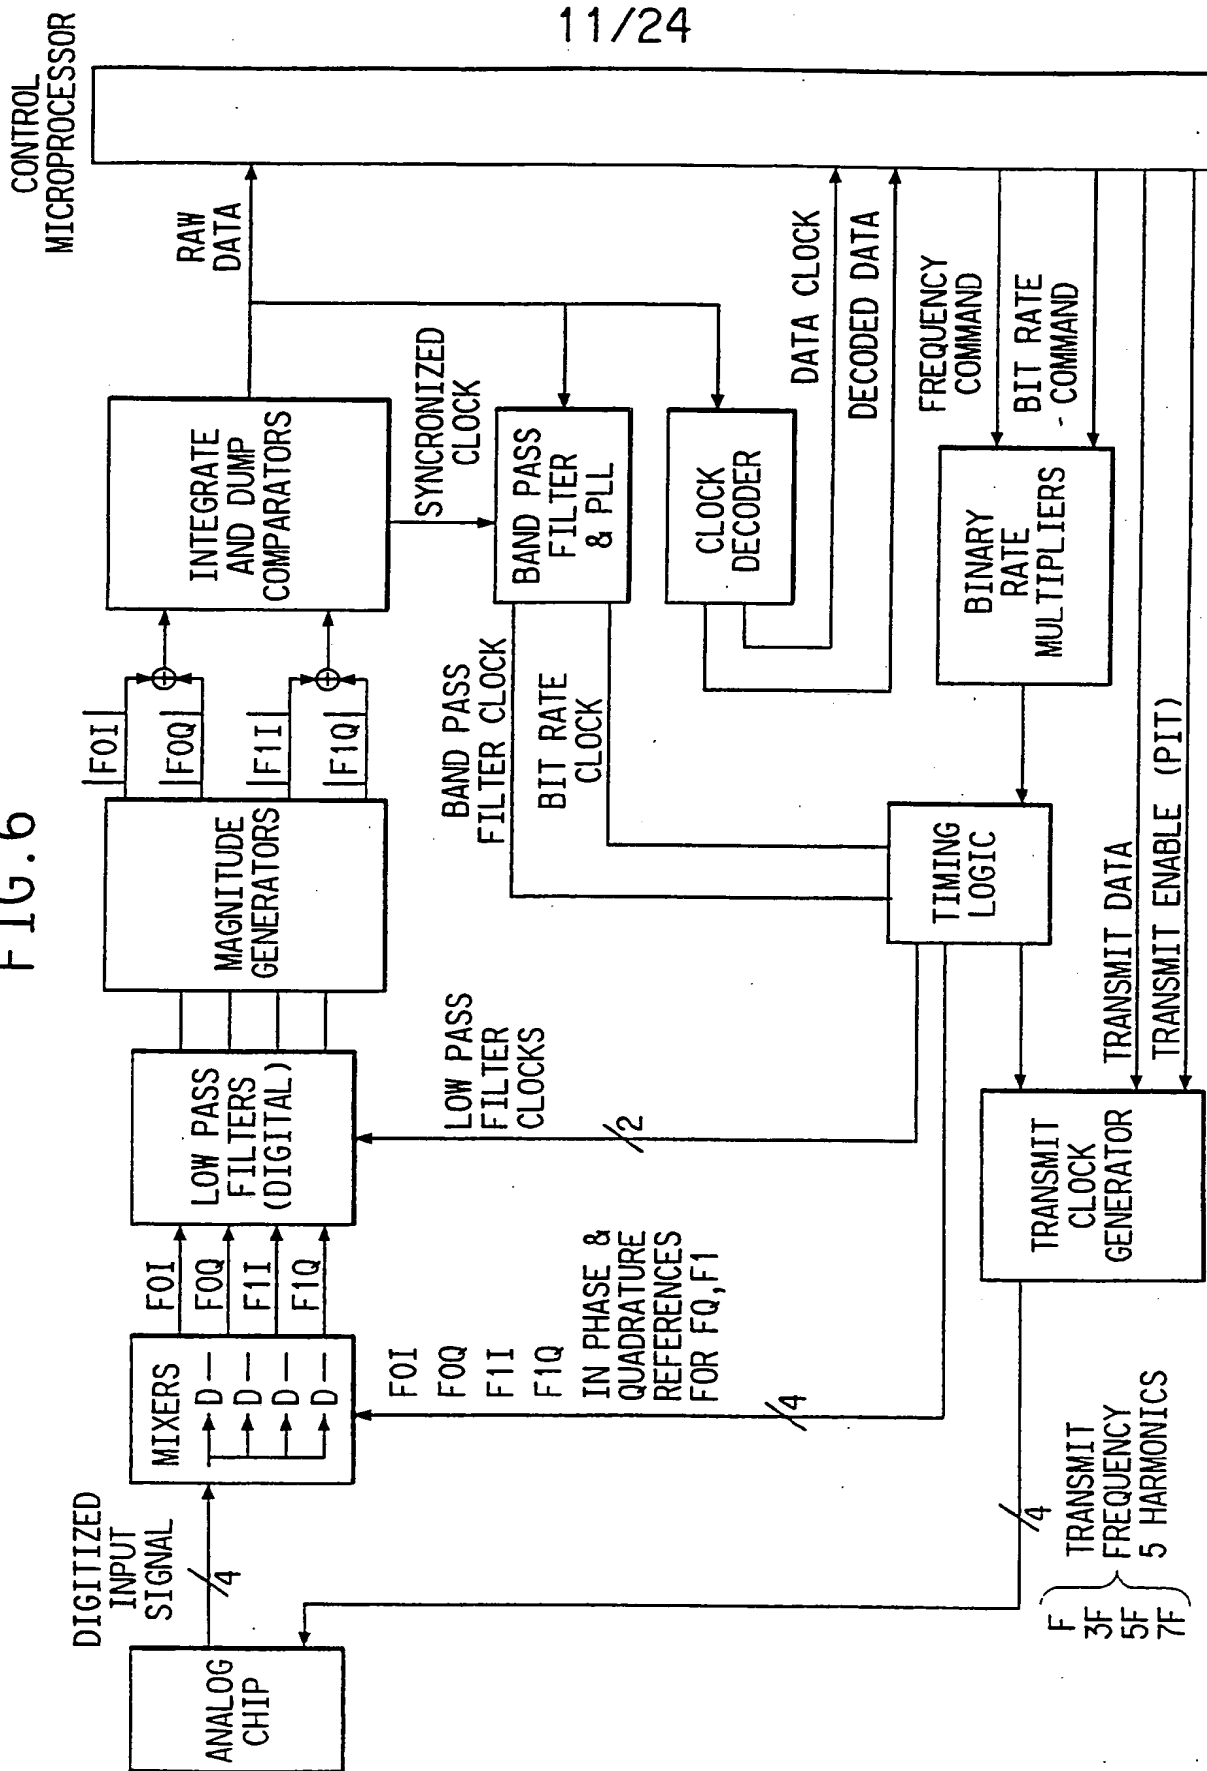 11/24
FIG.6
CONTROL
MICROPROCESSOR
RAW
DATA
INTEGRATE
AND DUMP
COMPARATORS
SYNCRONIZED
CLOCK
BAND PASS
FILTER
& PLL
CLOCK
DECODER
DATA CLOCK
DECODED DATA
FREQUENCY
COMMAND
BIT RATE
COMMAND
BINARY
RATE
MULTIPLIERS
|F0I|
|F0Q|
|F1I|
|F1Q|
MAGNITUDE
GENERATORS
BAND PASS
FILTER CLOCK
BIT RATE
CLOCK
TIMING
LOGIC
TRANSMIT DATA
TRANSMIT ENABLE (PIT)
LOW PASS
FILTERS
(DIGITAL)
LOW PASS
FILTER
CLOCKS
2
TRANSMIT
CLOCK
GENERATOR
F0I
F0Q
F1I
F1Q
MIXERS
D
D
D
D
F0I
F0Q
F1I
F1Q
IN PHASE &
QUADRATURE
REFERENCES
FOR FQ,F1
4
DIGITIZED
INPUT
SIGNAL
4
ANALOG
CHIP
4
TRANSMIT
FREQUENCY
5 HARMONICS
F
3F
5F
7F